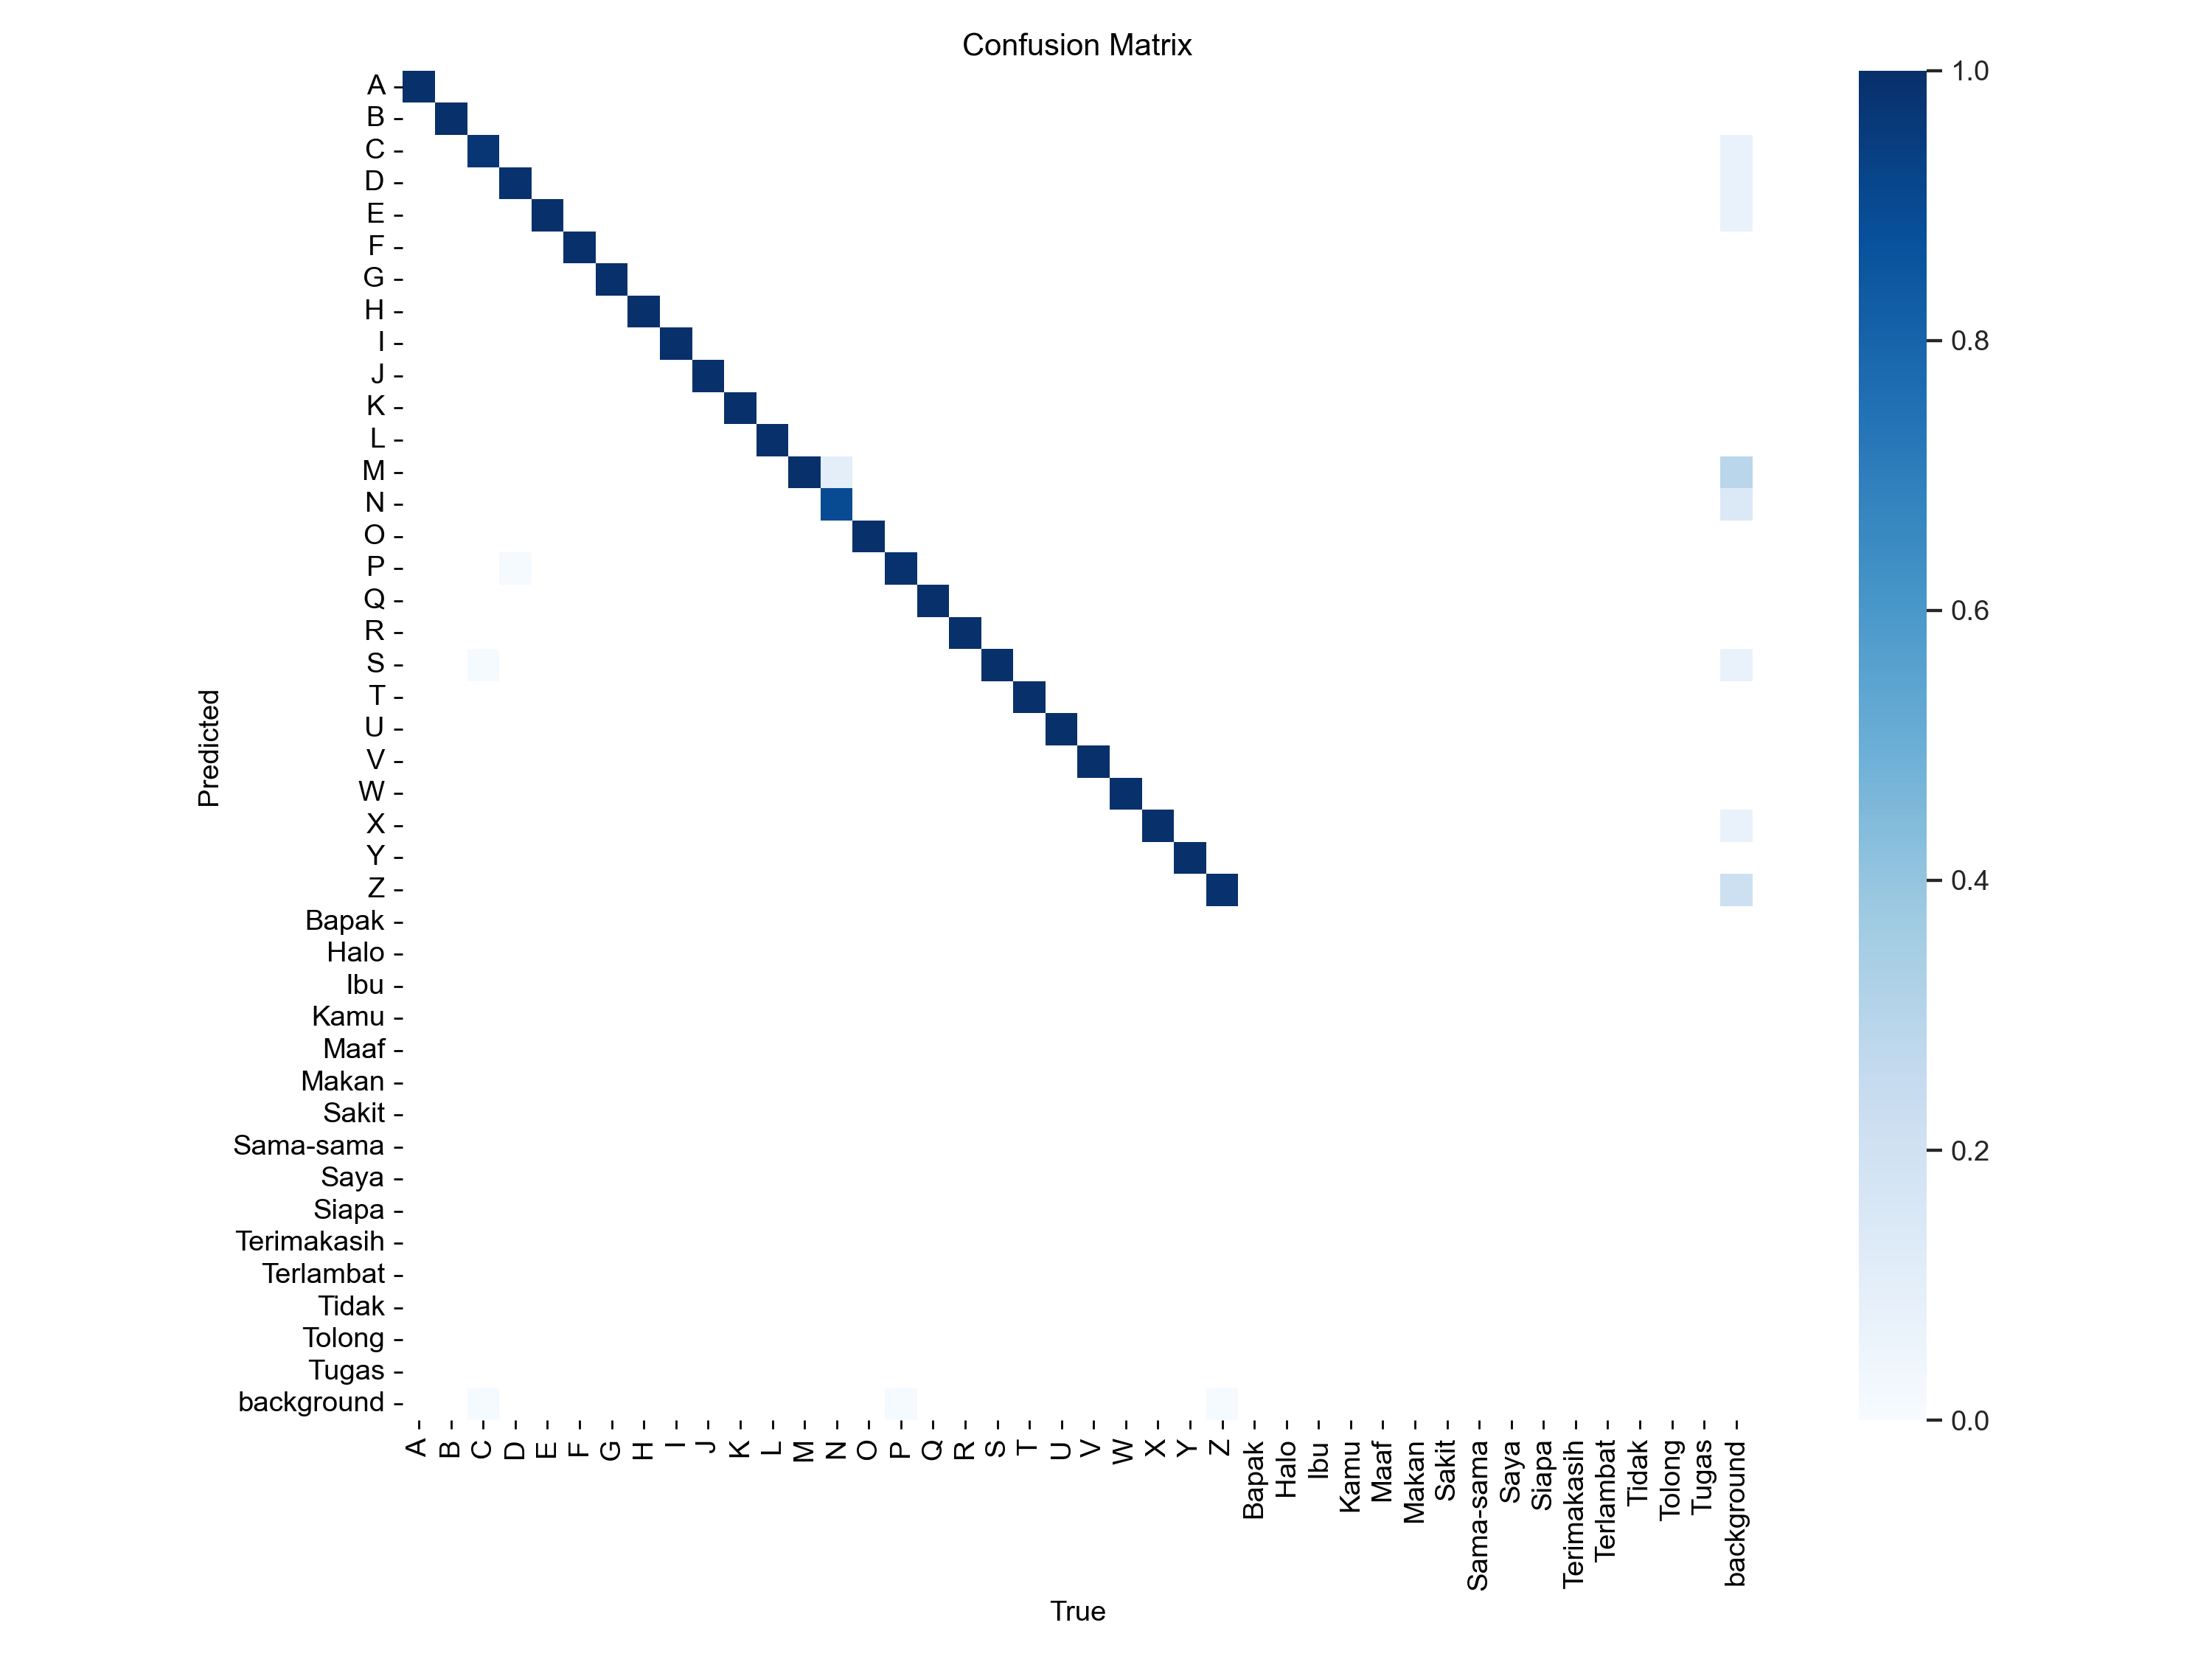 Confusion Matrix
A
B
C
D
E
F
G
H
I
J
K
L
M
N
O
P
Q
R
S
T
U
V
W
X
Y
Z
Bapak
Halo
Ibu
Kamu
Maaf
Makan
Sakit
Sama-sama
Saya
Siapa
Terimakasih
Terlambat
Tidak
Tolong
Tugas
background
Predicted
A
B
C
D
E
F
G
H
I
J
K
L
M
N
O
P
Q
R
S
T
U
V
W
X
Y
Z
Bapak
Halo
Ibu
Kamu
Maaf
Makan
Sakit
Sama-sama
Saya
Siapa
Terimakasih
Terlambat
Tidak
Tolong
Tugas
background
True
1.0
0.8
0.6
0.4
0.2
0.0